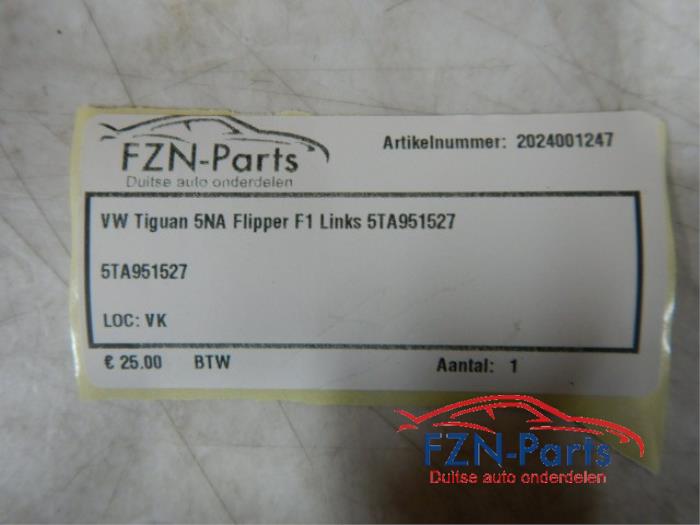 FZN-Parts
Duitse auto onderdelen
Artikelnummer: 2024001247
VW Tiguan 5NA Flipper F1 Links 5TA951527
5TA951527
LOC: VK
€ 25.00 BTW
Aantal: 1
FZN-Parts
Duitse auto onderdelen